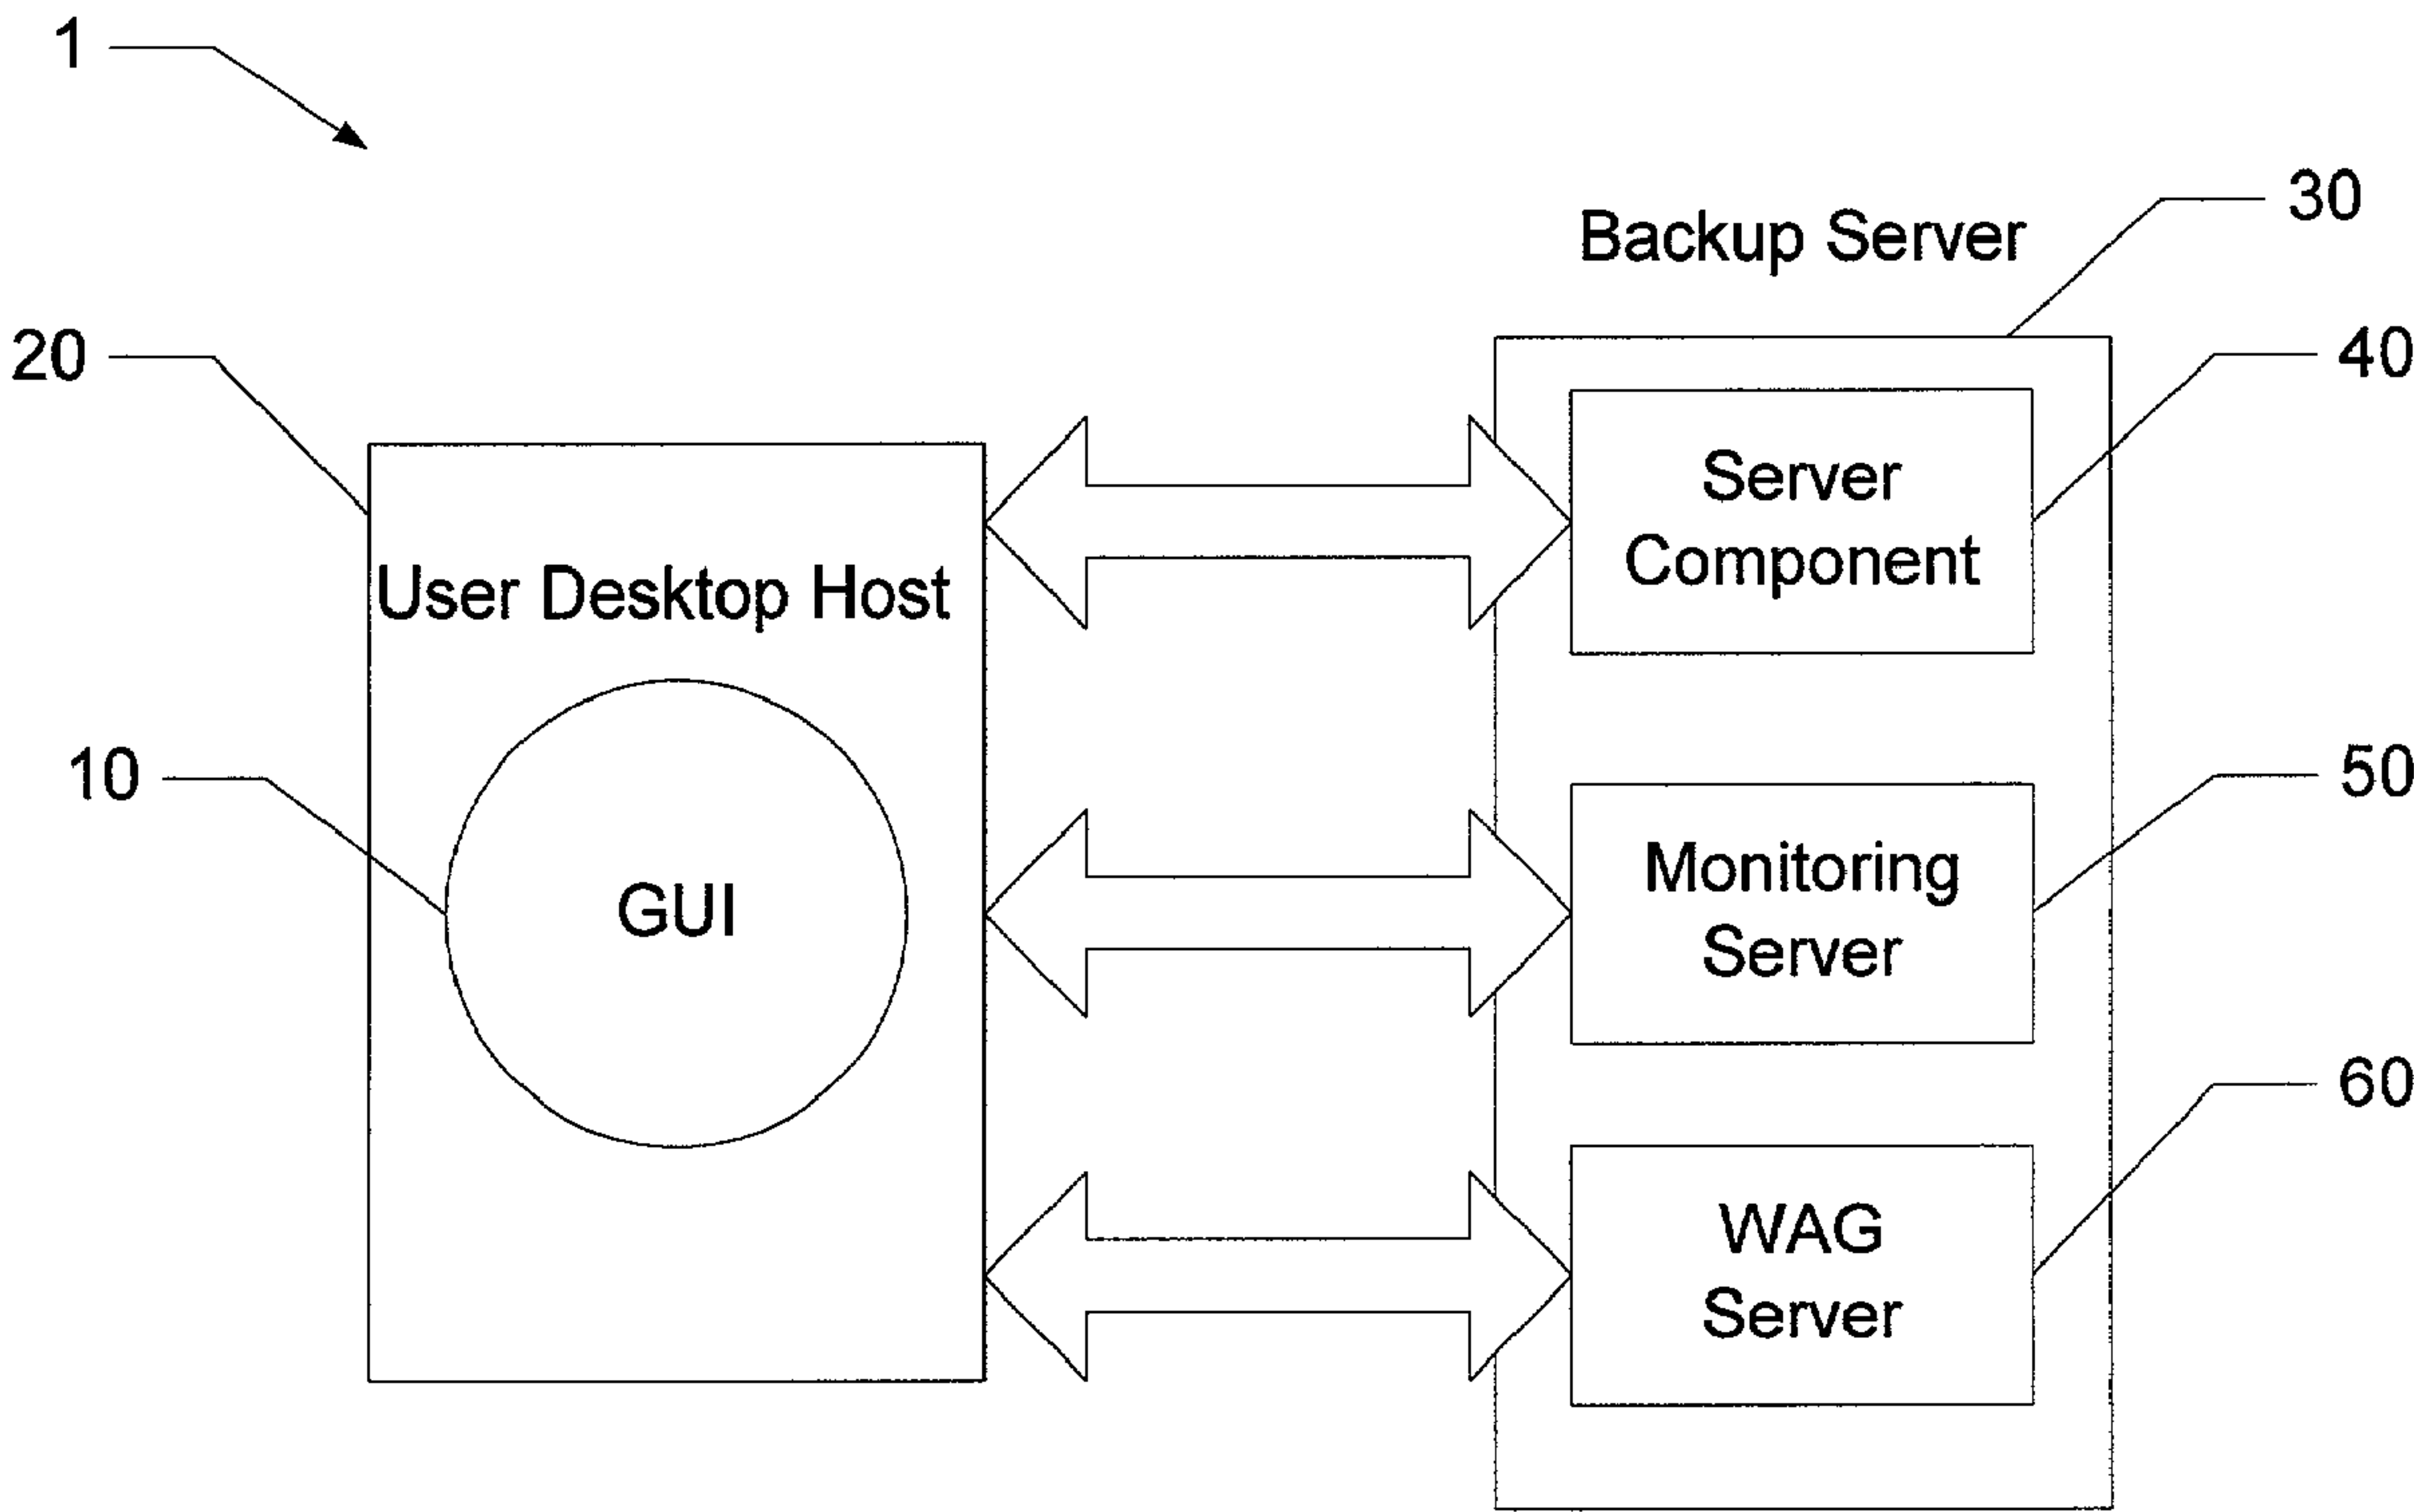 1
30
Backup Server
20
40
Server
Component
User Desktop Host
10
50
GUI
Monitoring
Server
60
WAG
Server